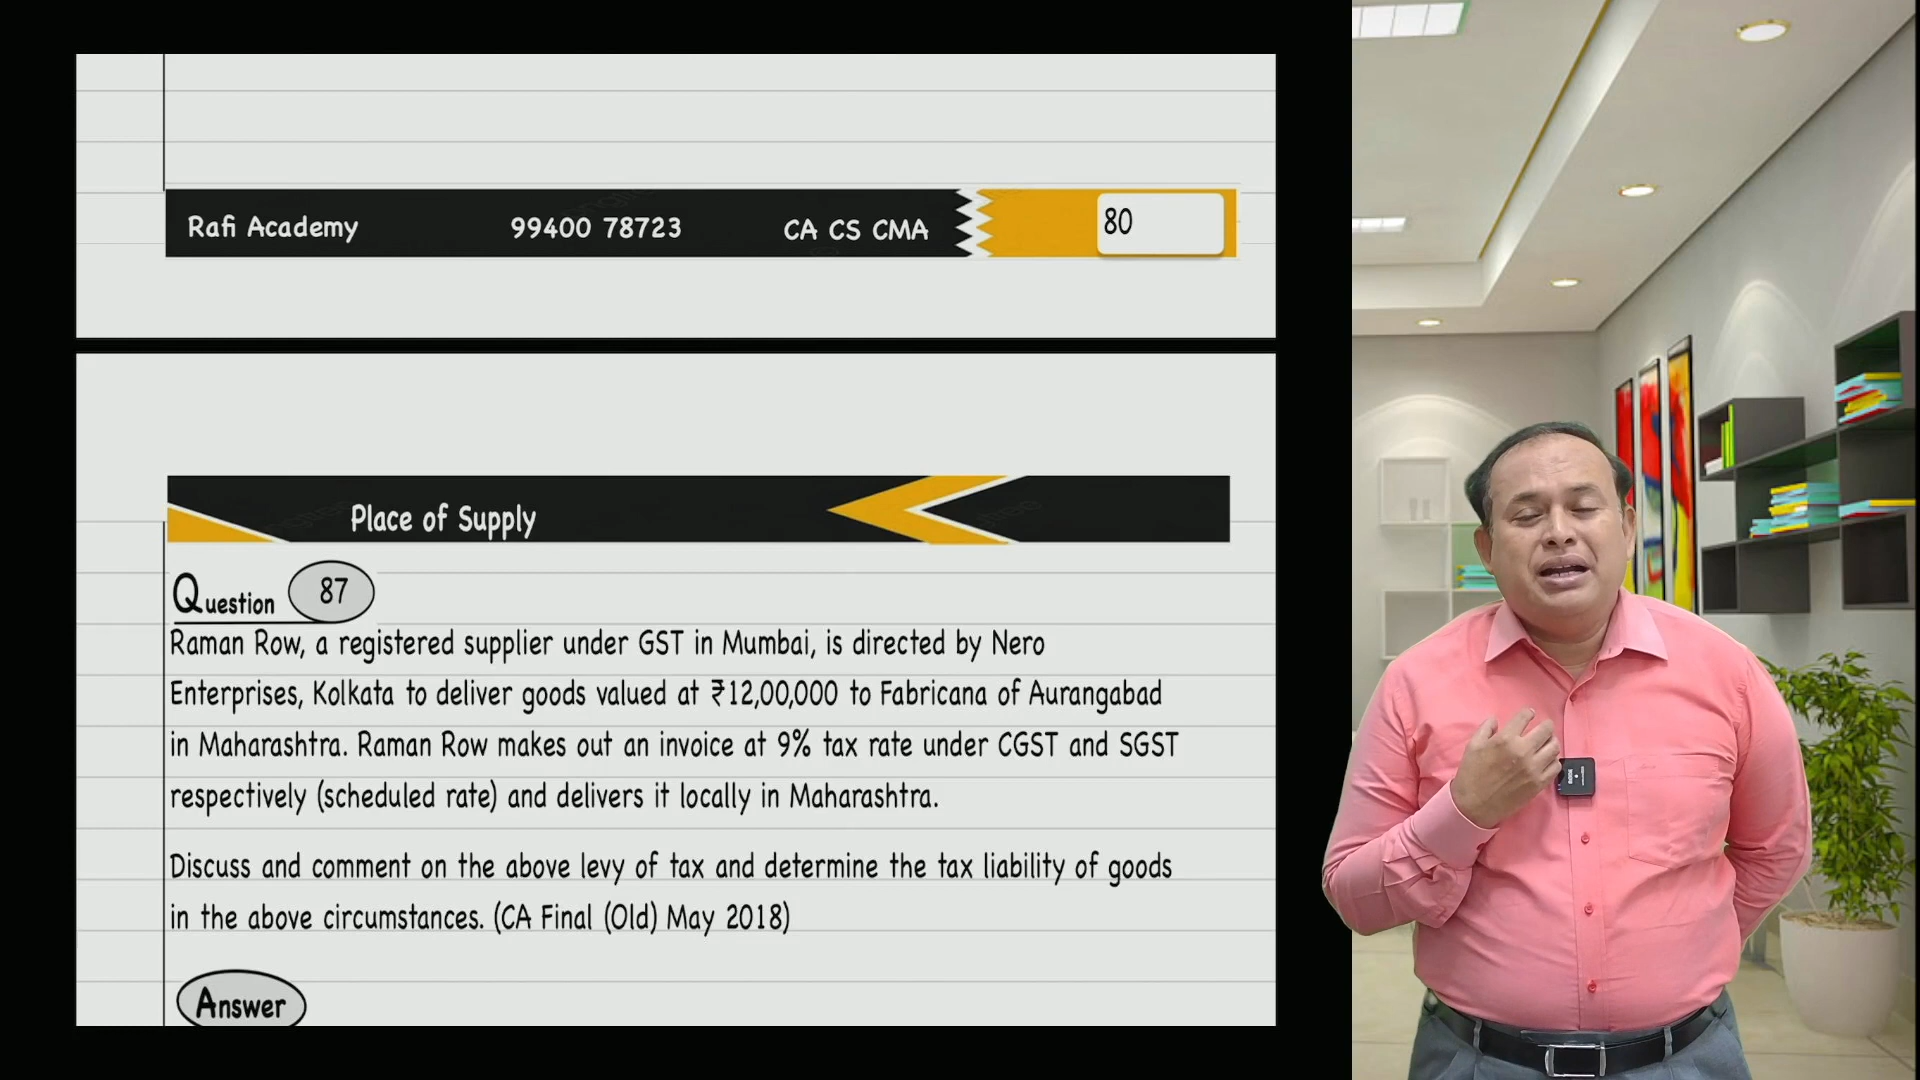 Rafi Academy 99400 78723 CA CS CMA 80
Place of Supply
Question 87
Raman Row, a registered supplier under GST in Mumbai, is directed by Nero
Enterprises, Kolkata to deliver goods valued at ₹12,00,000 to Fabricana of Aurangabad
in Maharashtra. Raman Row makes out an invoice at 9% tax rate under CGST and SGST
respectively (scheduled rate) and delivers it locally in Maharashtra.
Discuss and comment on the above levy of tax and determine the tax liability of goods
in the above circumstances. (CA Final (Old) May 2018)
Answer